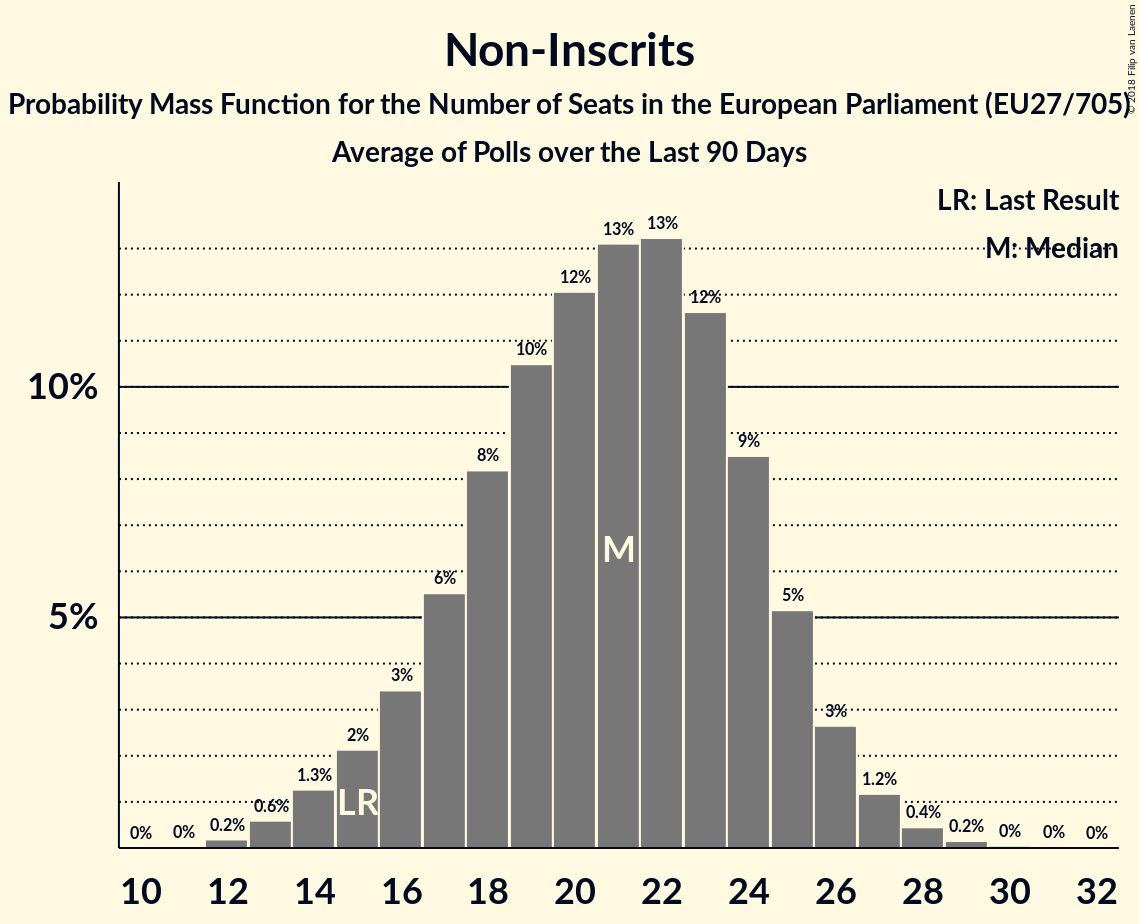 Non-Inscrits
Probability Mass Function for the Number of Seats in the European Parliament (EU27/705)
Average of Polls over the Last 90 Days
© 2018 Filip van Laenen
LR: Last Result
M: Median
10%
5%
0%
0%
0.2%
0.6%
1.3%
2%
3%
6%
8%
10%
12%
13%
13%
12%
9%
5%
3%
1.2%
0.4%
0.2%
0%
0%
0%
LR
M
10 12 14 16 18 20 22 24 26 28 30 32